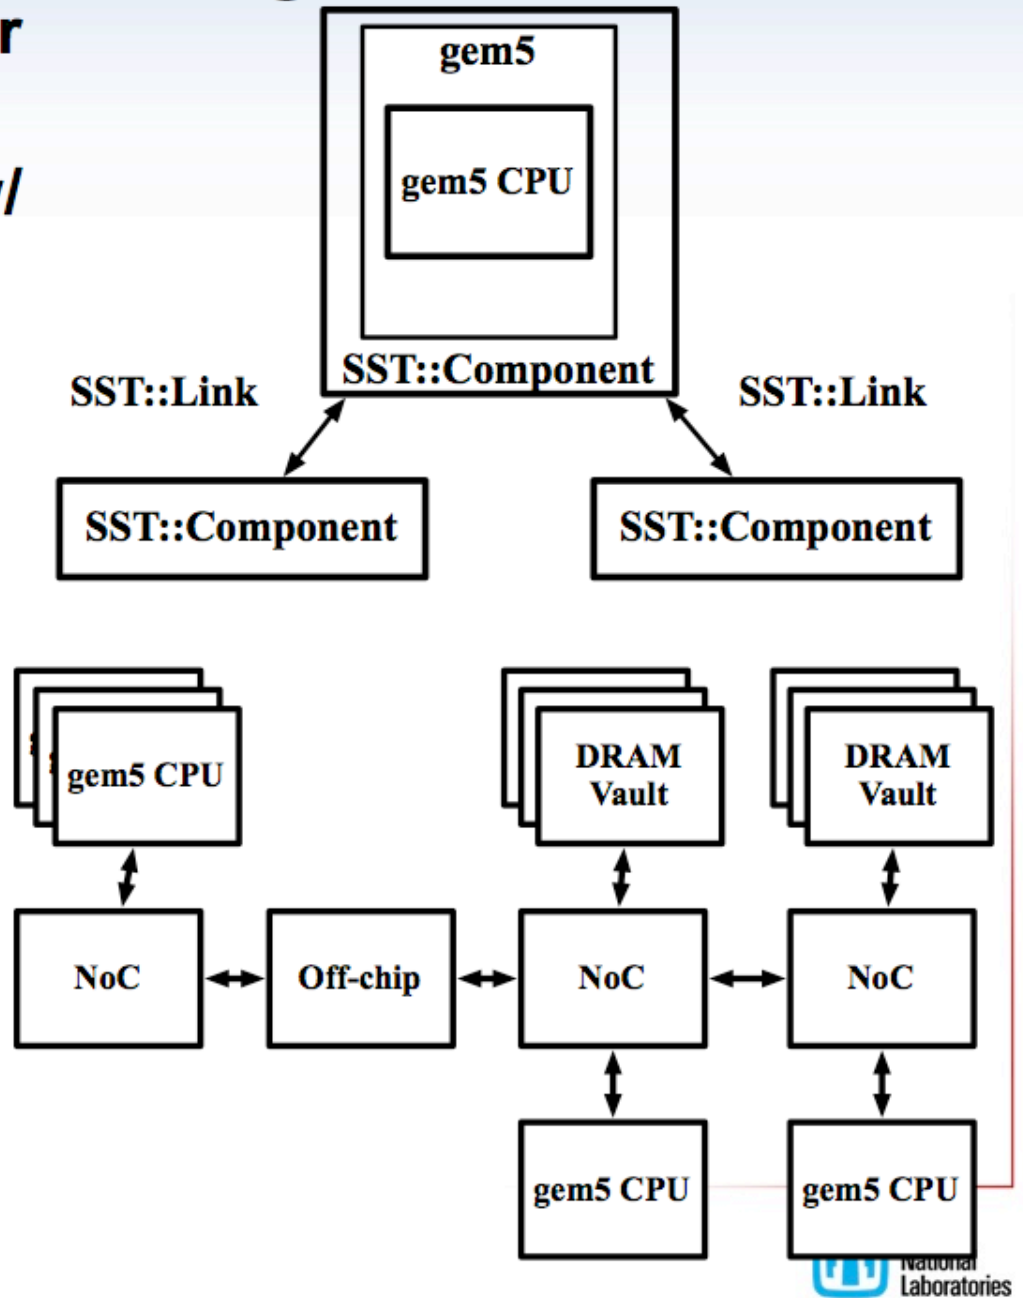 r
/
gem5
gem5 CPU
SST::Component
SST::Link
SST::Link
SST::Component
SST::Component
gem5 CPU
DRAM
Vault
DRAM
Vault
NoC
Off-chip
NoC
NoC
gem5 CPU
gem5 CPU
National
Laboratories